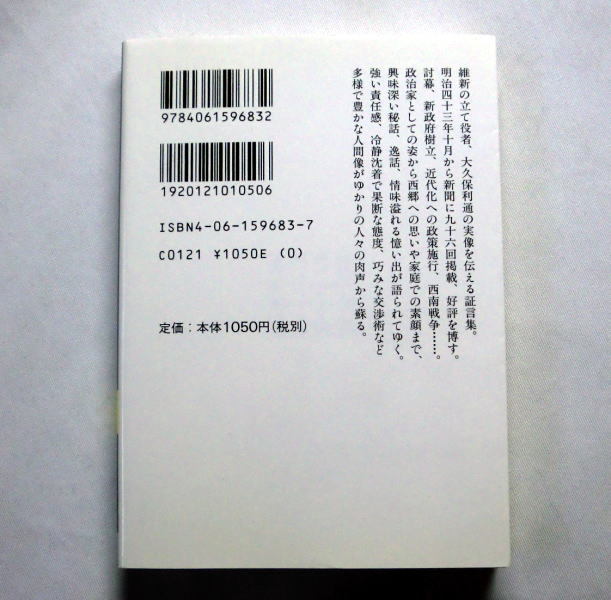 維新の立て役者、大久保利通の実像を伝える証言集。
明治四十三年十月から新聞に九十六回掲載、好評を博す。
討幕、新政府樹立、近代化への政策施行、西南戦争……。
政治家としての姿から西郷への思いや家庭での素顔まで、
興味深い秘話、逸話、情味溢れる憶い出が語られてゆく。
強い責任感、冷静沈着で果断な態度、巧みな交渉術など
多様で豊かな人間像がゆかりの人々の肉声から蘇る。
9784061596832
1920121010506
ISBN4-06-159683-7
C0121 ¥1050E (0)
定価：本体1050円(税別)